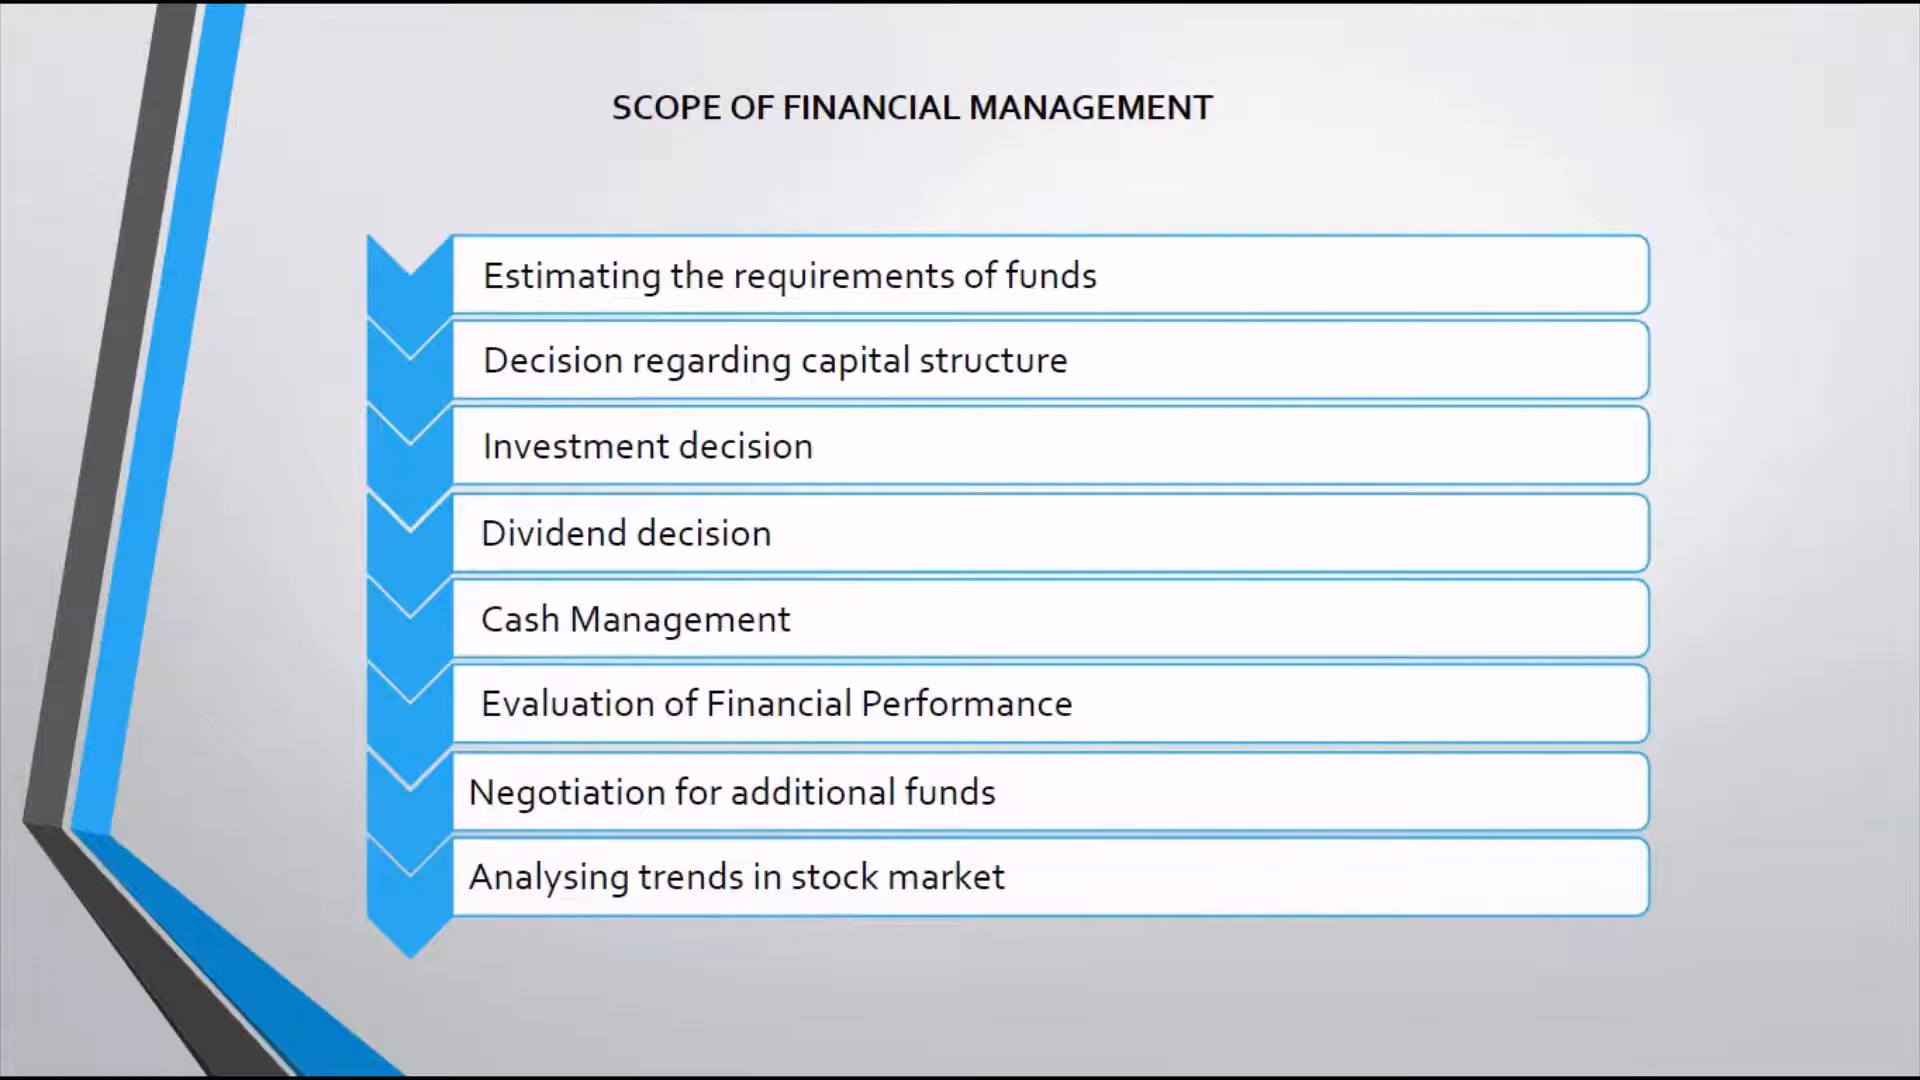 SCOPE OF FINANCIAL MANAGEMENT
Estimating the requirements of funds
Decision regarding capital structure
Investment decision
Dividend decision
Cash Management
Evaluation of Financial Performance
Negotiation for additional funds
Analysing trends in stock market